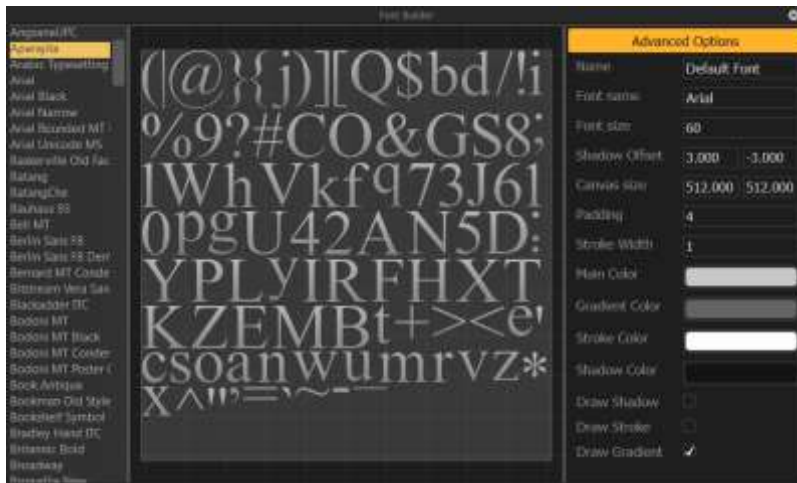 Font Builder
AngsanaUPC
Aparajita
Arabic Typesetting
Arial
Arial Black
Arial Narrow
Arial Rounded MT
Arial Unicode MS
Baskerville Old Fac
Batang
BatangChe
Bauhaus 93
Bell MT
Berlin Sans FB
Berlin Sans FB Demi
Bernard MT Conde
Bitstream Vera San
Blackadder ITC
Bodoni MT
Bodoni MT Black
Bodoni MT Conden
Bodoni MT Poster C
Book Antiqua
Bookman Old Style
Bookshelf Symbol
Bradley Hand ITC
Britannic Bold
Broadway
(|@}{j)][Q$bd/!i
%9?#CO&GS8;
lWhVkfq73J61
0pgU42AN5D:
YPLyIRFHXT
KZEMBt+><e'
csoanwumrvz*
x^"'=`~-_
Advanced Options
Name Default Font
Font name Arial
Font size 60
Shadow Offset 3.000 -3.000
Canvas size 512.000 512.000
Padding 4
Stroke Width 1
Main Color
Gradient Color
Stroke Color
Shadow Color
Draw Shadow
Draw Stroke
Draw Gradient